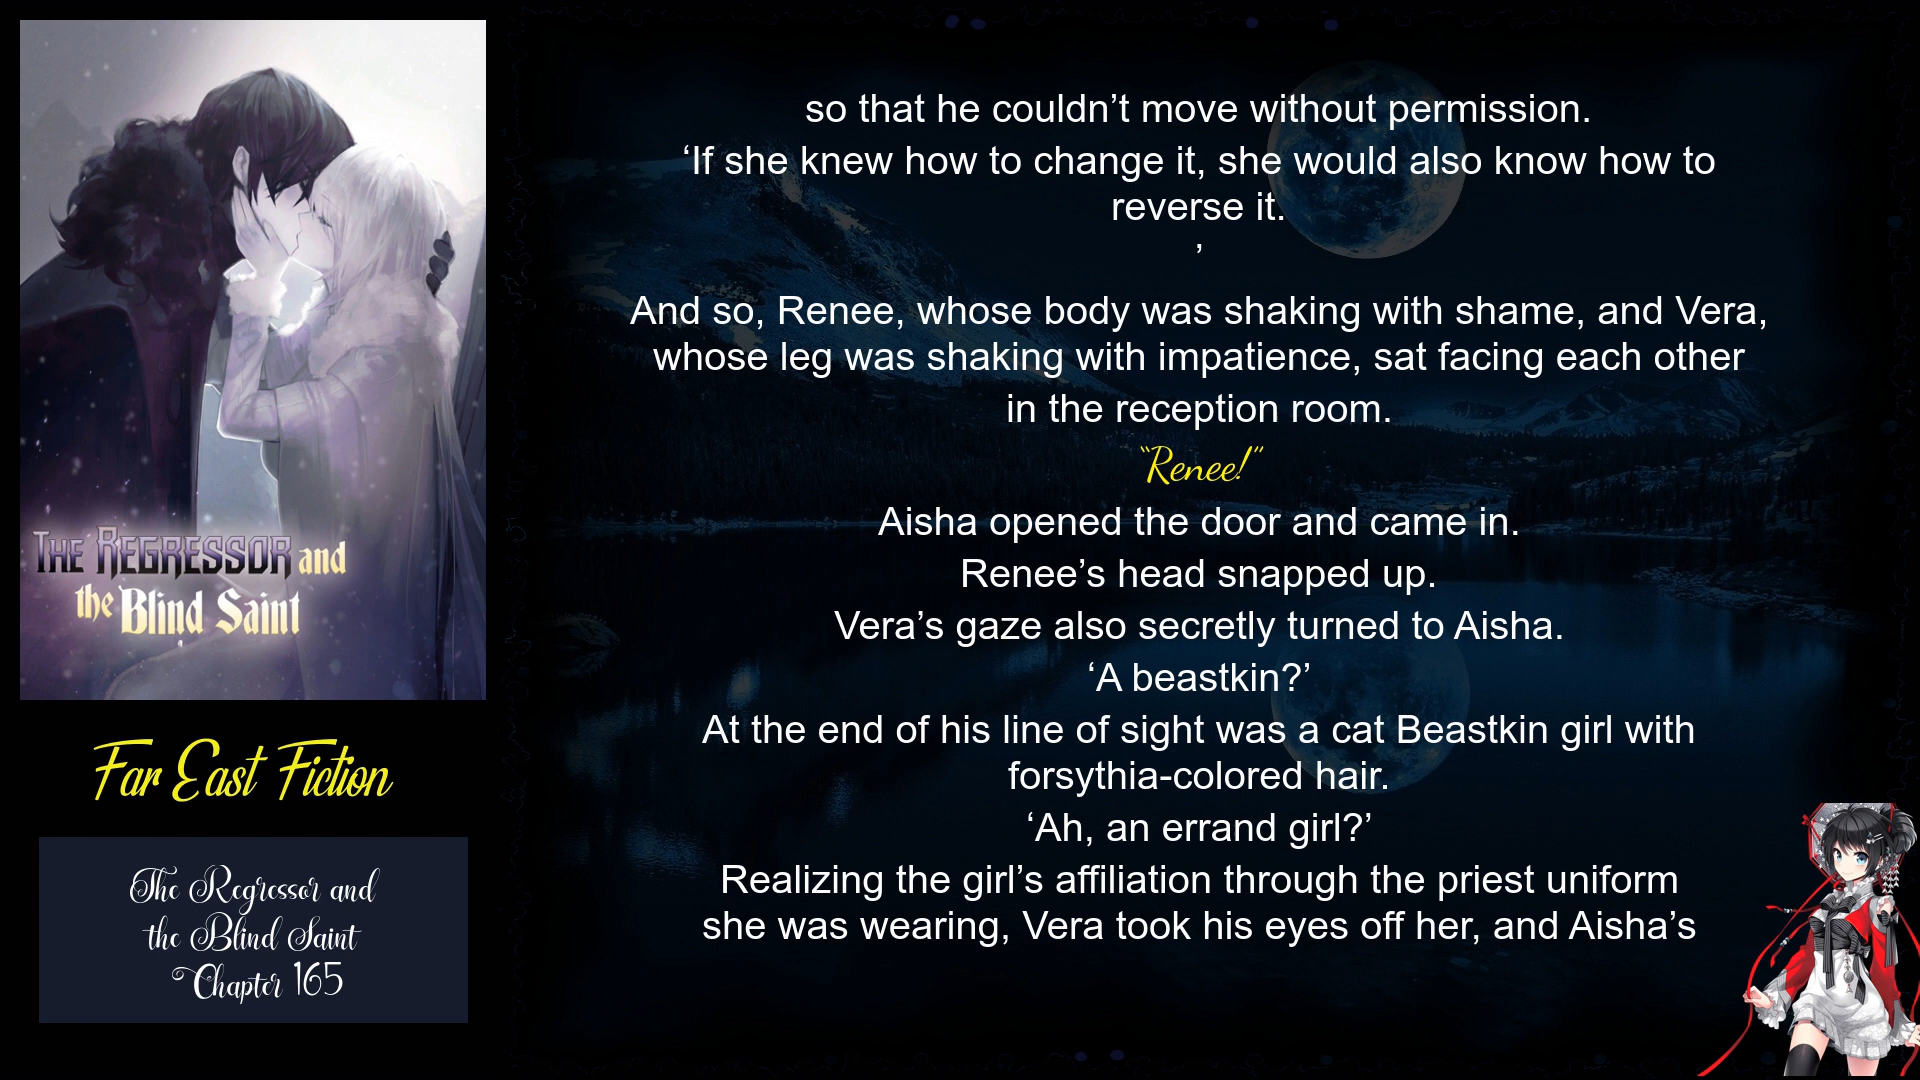 THE REGRESSOR and
the Blind Saint
Far East Fiction
The Regressor and
the Blind Saint
Chapter 165
so that he couldn’t move without permission.
‘If she knew how to change it, she would also know how to
reverse it.
’
And so, Renee, whose body was shaking with shame, and Vera,
whose leg was shaking with impatience, sat facing each other
in the reception room.
“Renee!”
Aisha opened the door and came in.
Renee’s head snapped up.
Vera’s gaze also secretly turned to Aisha.
‘A beastkin?’
At the end of his line of sight was a cat Beastkin girl with
forsythia-colored hair.
‘Ah, an errand girl?’
Realizing the girl’s affiliation through the priest uniform
she was wearing, Vera took his eyes off her, and Aisha’s